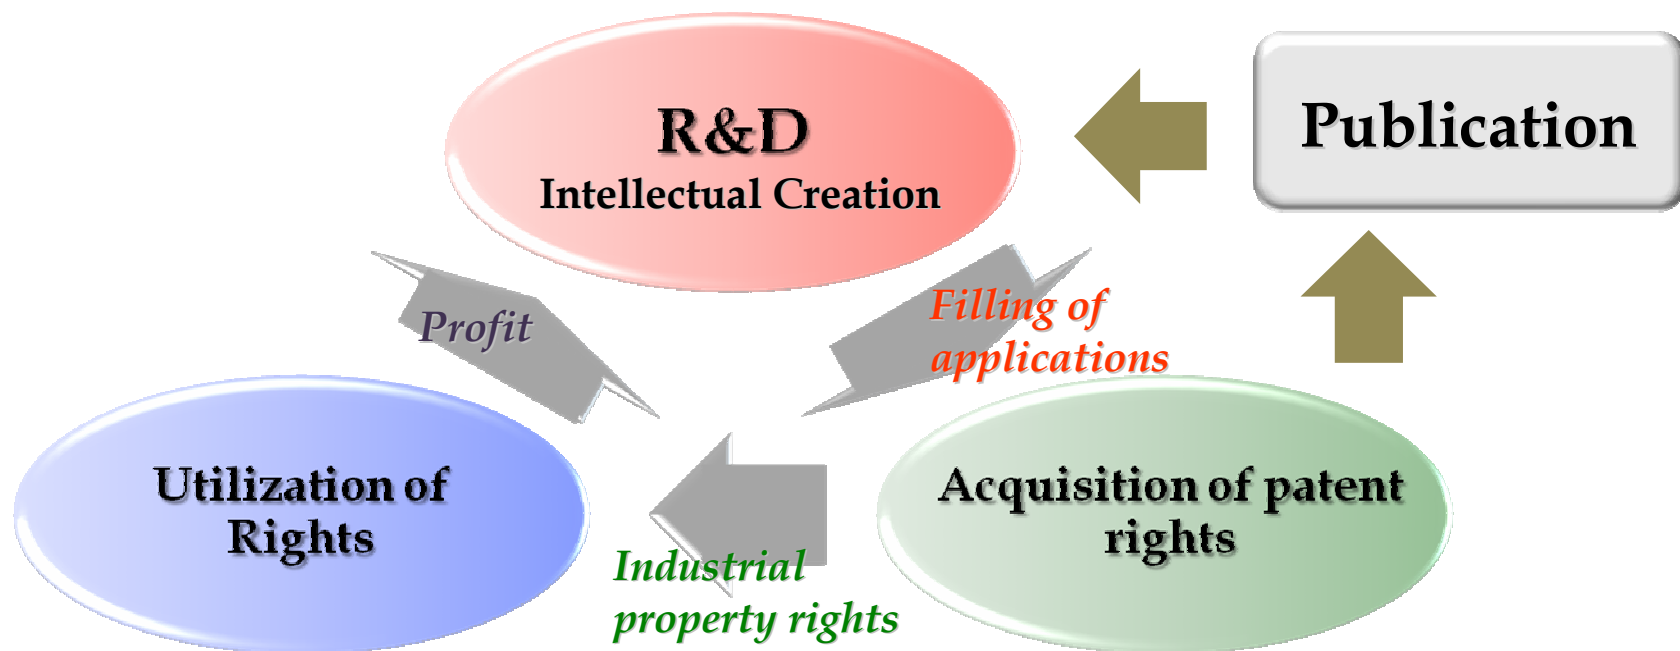 R&D
Intellectual Creation
Publication
Profit
Filling of
applications
Utilization of
Rights
Acquisition of patent
rights
Industrial
property rights